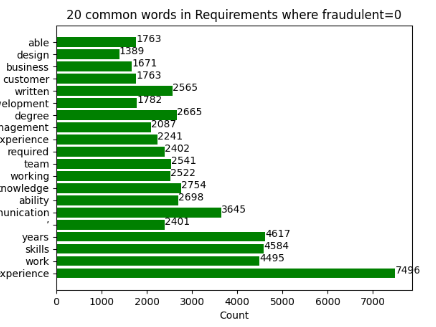 20 common words in Requirements where fraudulent=0
able 1763
design 1389
business 1671
customer 1763
written 2565
velopment 1782
degree 2665
nagement 2087
xperience 2241
required 2402
team 2541
working 2522
knowledge 2754
ability 2698
munication 3645
’ 2401
years 4617
skills 4584
work 4495
experience 7496
0 1000 2000 3000 4000 5000 6000 7000
Count